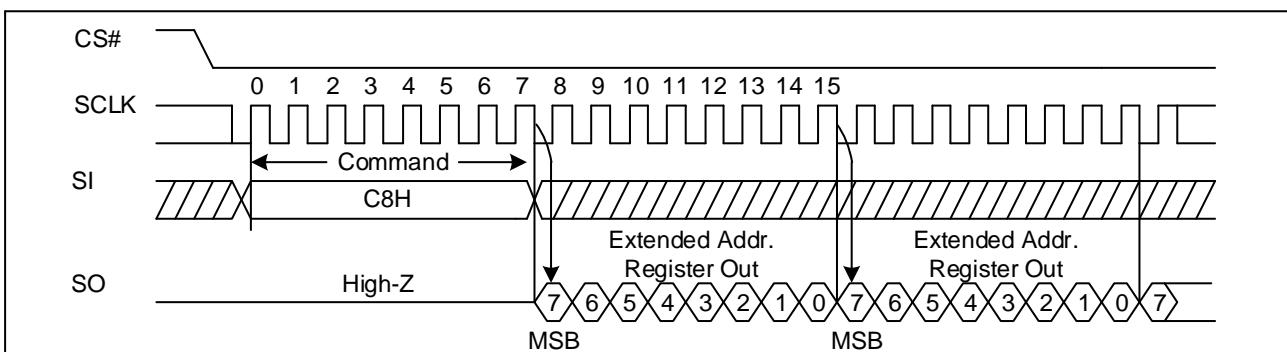 CS#
0 1 2 3 4 5 6 7 8 9 10 11 12 13 14 15
SCLK
Command
SI
C8H
Extended Addr. Extended Addr.
Register Out Register Out
SO
High-Z
7 6 5 4 3 2 1 0 7 6 5 4 3 2 1 0 7
MSB MSB